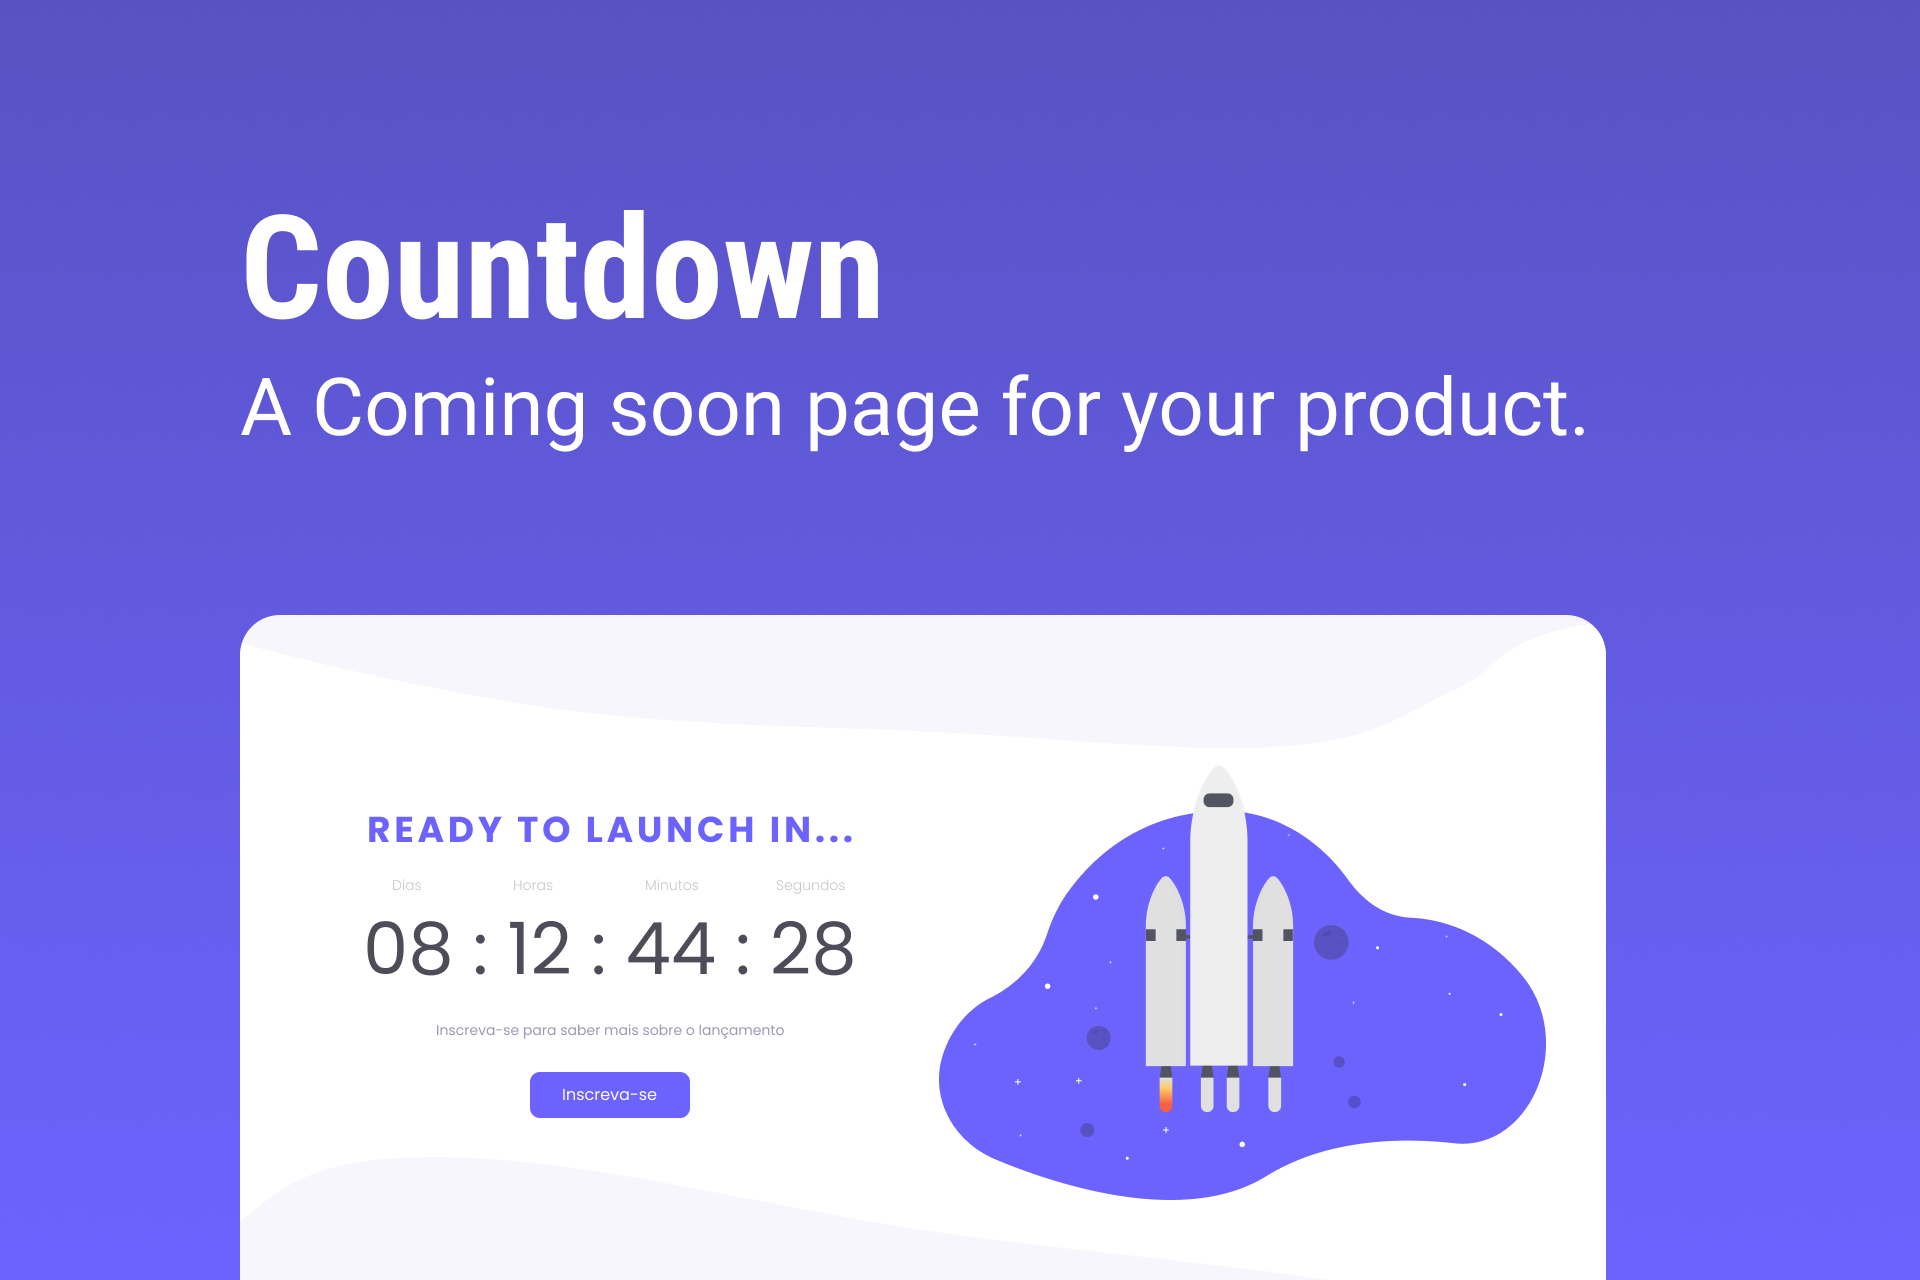 Countdown
A Coming soon page for your product.
READY TO LAUNCH IN...
Dias Horas Minutos Segundos
08 : 12 : 44 : 28
Inscreva-se para saber mais sobre o lançamento
Inscreva-se